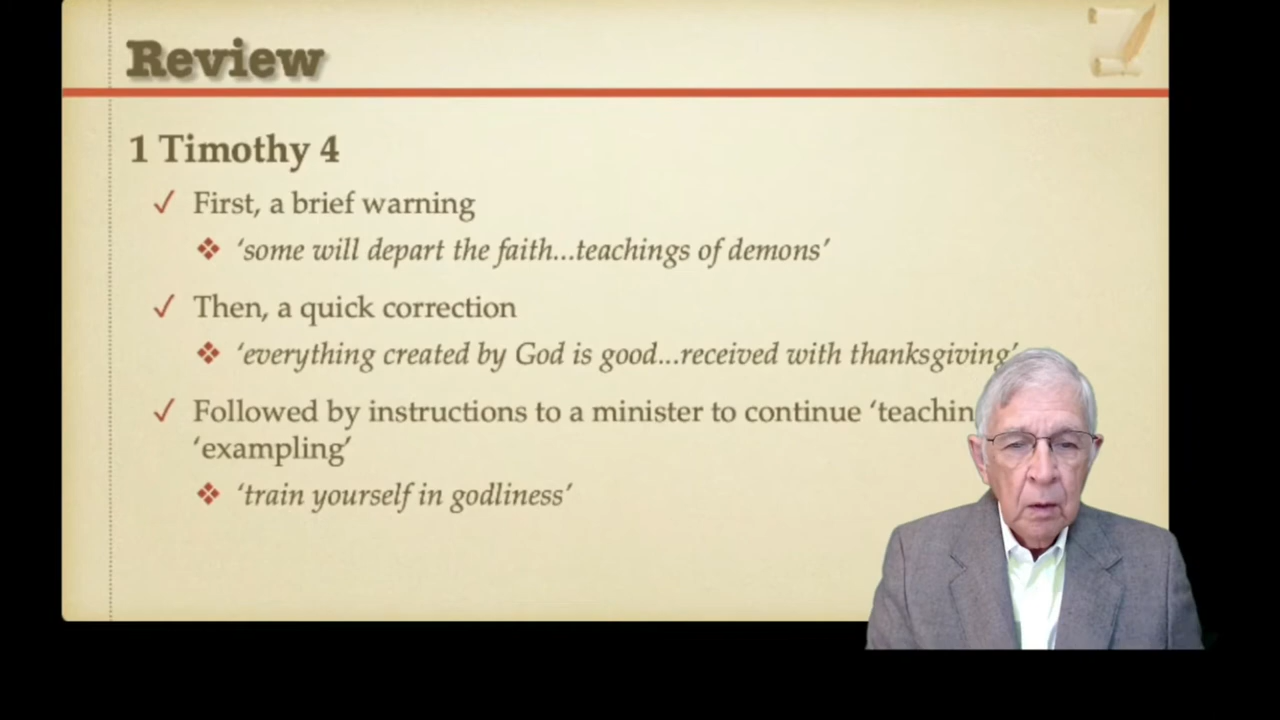 Review
1 Timothy 4
✓ First, a brief warning
❖ ‘some will depart the faith...teachings of demons’
✓ Then, a quick correction
❖ ‘everything created by God is good...received with thanksgiving’
✓ Followed by instructions to a minister to continue
‘exampling’
❖ ‘train yourself in godliness’